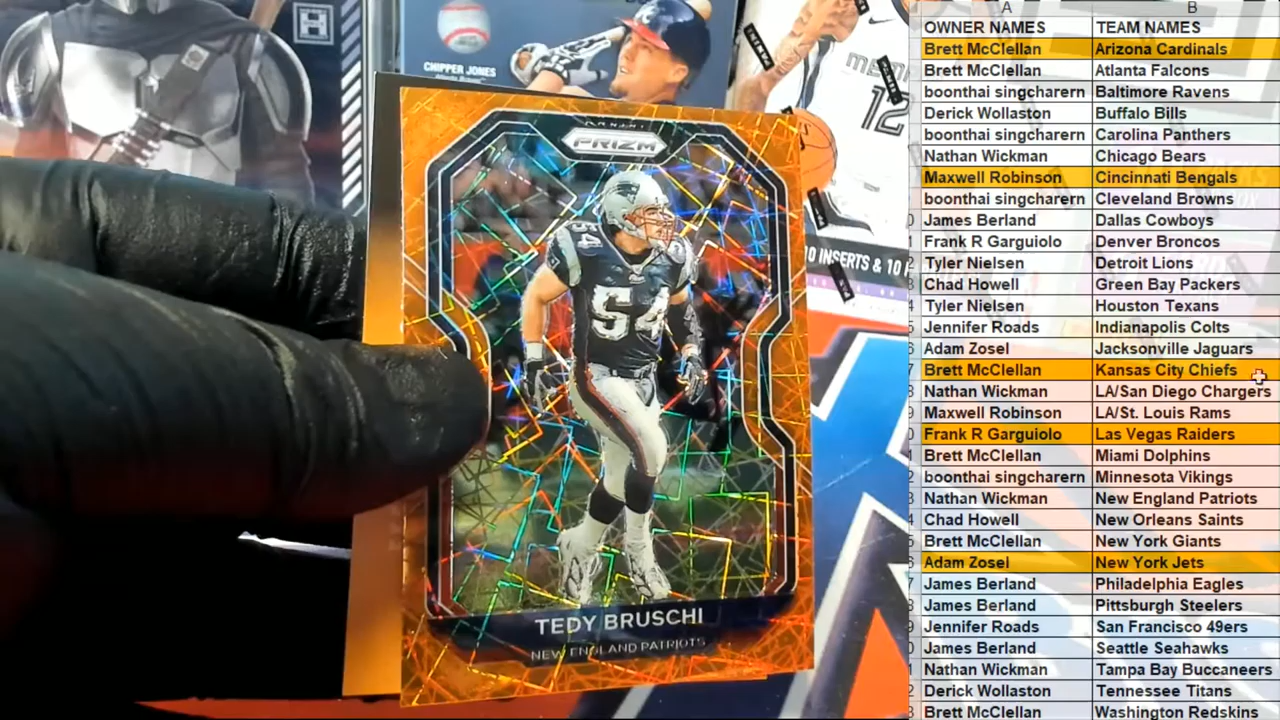 H
CHIPPER JONES
MEM
12
10 INSERTS & 10
PANINI
PRIZM
54
54
TEDY BRUSCHI
NEW ENGLAND PATRIOTS
A B
OWNER NAMES TEAM NAMES
Brett McClellan Arizona Cardinals
Brett McClellan Atlanta Falcons
boonthai singcharern Baltimore Ravens
Derick Wollaston Buffalo Bills
boonthai singcharern Carolina Panthers
Nathan Wickman Chicago Bears
Maxwell Robinson Cincinnati Bengals
boonthai singcharern Cleveland Browns
James Berland Dallas Cowboys
Frank R Garguiolo Denver Broncos
Tyler Nielsen Detroit Lions
Chad Howell Green Bay Packers
Tyler Nielsen Houston Texans
Jennifer Roads Indianapolis Colts
Adam Zosel Jacksonville Jaguars
Brett McClellan Kansas City Chiefs
Nathan Wickman LA/San Diego Chargers
Maxwell Robinson LA/St. Louis Rams
Frank R Garguiolo Las Vegas Raiders
Brett McClellan Miami Dolphins
boonthai singcharern Minnesota Vikings
Nathan Wickman New England Patriots
Chad Howell New Orleans Saints
Brett McClellan New York Giants
Adam Zosel New York Jets
James Berland Philadelphia Eagles
James Berland Pittsburgh Steelers
Jennifer Roads San Francisco 49ers
James Berland Seattle Seahawks
Nathan Wickman Tampa Bay Buccaneers
Derick Wollaston Tennessee Titans
Brett McClellan Washington Redskins